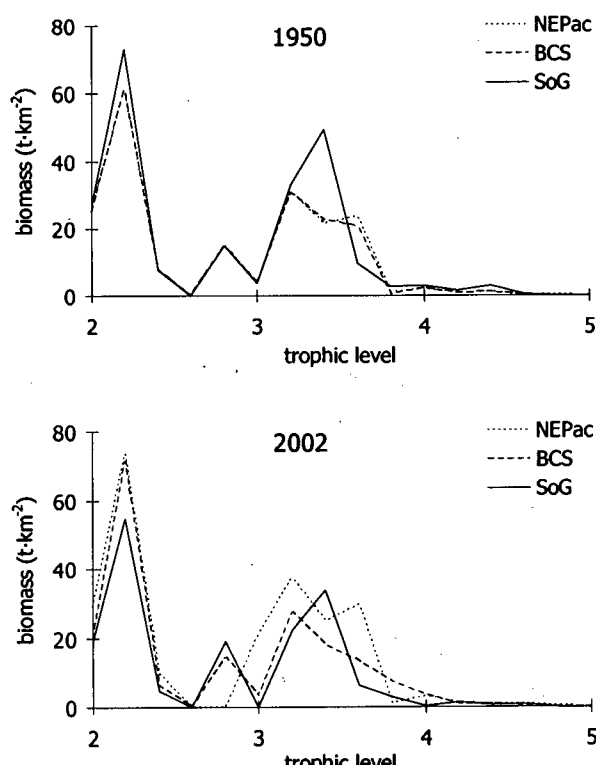 1950
NEPac
BCS
SoG
biomass (t·km-2)
80
60
40
20
0
2
3
4
5
trophic level
2002
NEPac
BCS
SoG
biomass (t·km-2)
80
60
40
20
0
2
3
4
5
trophic level